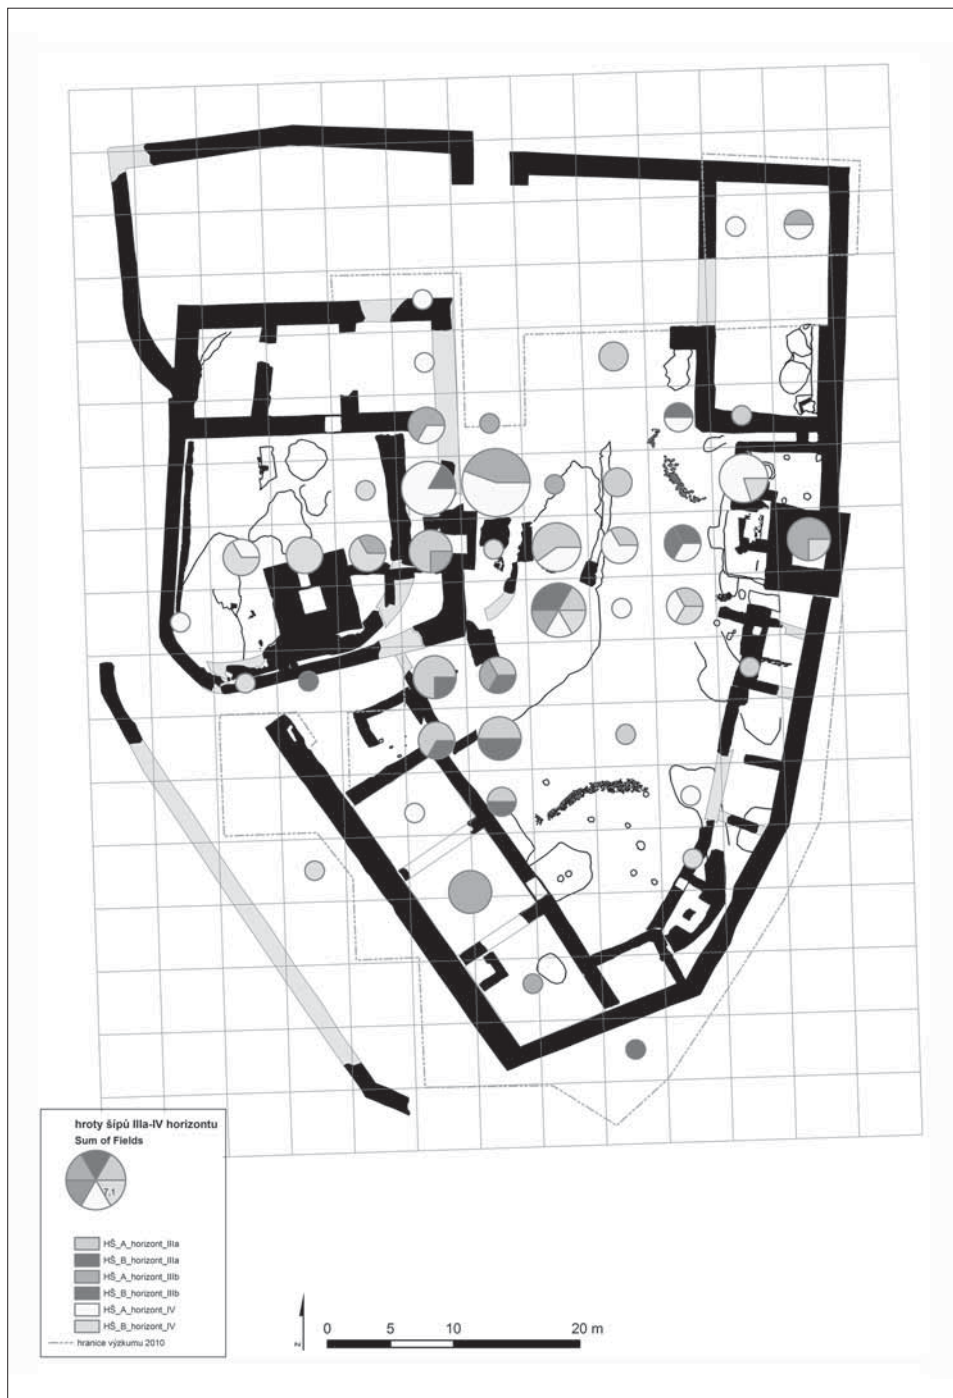 hroty šípů IIIa-IV horizontu
Sum of Fields
7,1
HŠ_A_horizont_IIIa
HŠ_B_horizont_IIIa
HŠ_A_horizont_IIIb
HŠ_B_horizont_IIIb
HŠ_A_horizont_IV
HŠ_B_horizont_IV
hranice výzkumu 2010
N
0 5 10 20 m